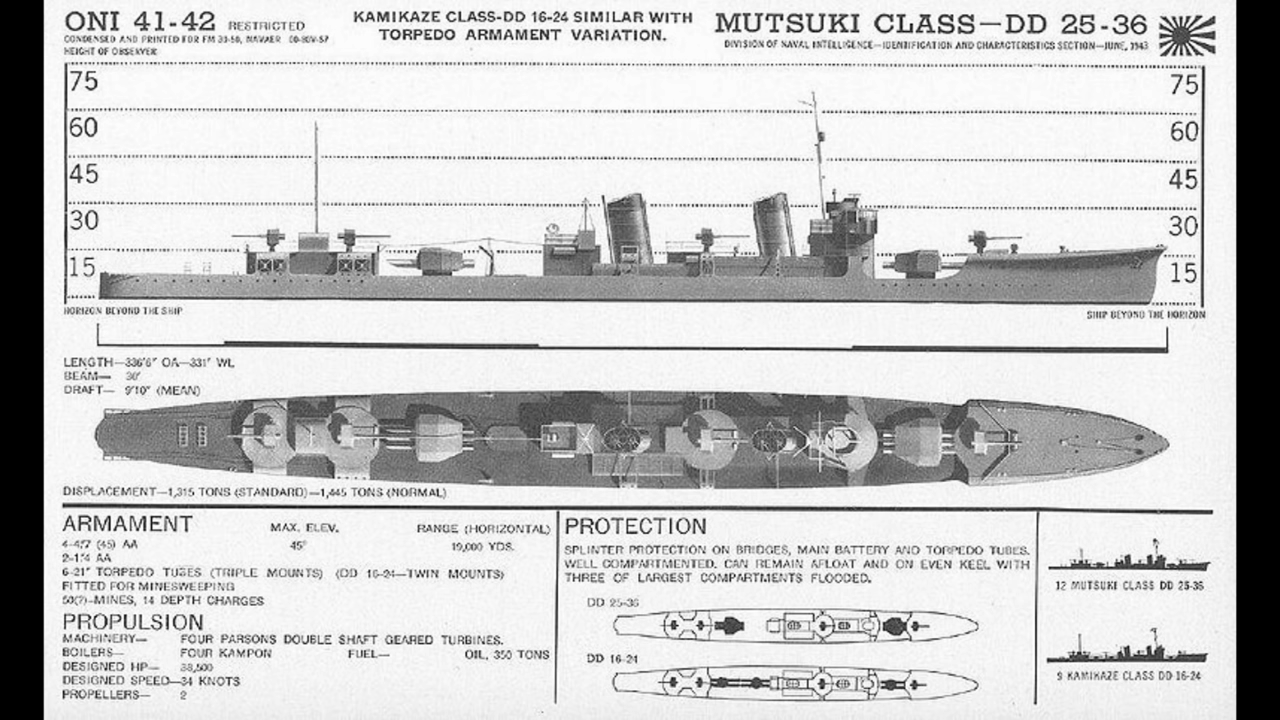 ONI 41-42 RESTRICTED
CONDENSED AND PRINTED FOR FM 30-50, NAVAER 00-80V-57
HEIGHT OF OBSERVER
KAMIKAZE CLASS-DD 16-24 SIMILAR WITH
TORPEDO ARMAMENT VARIATION.
MUTSUKI CLASS—DD 25-36
DIVISION OF NAVAL INTELLIGENCE—IDENTIFICATION AND CHARACTERISTICS SECTION—JUNE, 1943
75 75
60 60
45 45
30 30
15 15
HORIZON BEYOND THE SHIP
SHIP BEYOND THE HORIZON
LENGTH—336'6" OA—331' WL
BEAM— 30'
DRAFT— 9'10" (MEAN)
DISPLACEMENT—1,315 TONS (STANDARD)—1,445 TONS (NORMAL)
ARMAMENT MAX. ELEV. RANGE (HORIZONTAL)
4-4"7 (45) AA 45° 19,000 YDS.
2-1"4 AA
6-21" TORPEDO TUBES (TRIPLE MOUNTS) (DD 16-24—TWIN MOUNTS)
FITTED FOR MINESWEEPING
50(?)-MINES, 14 DEPTH CHARGES
PROPULSION
MACHINERY— FOUR PARSONS DOUBLE SHAFT GEARED TURBINES.
BOILERS— FOUR KAMPON FUEL— OIL, 350 TONS
DESIGNED HP— 38,500
DESIGNED SPEED—34 KNOTS
PROPELLERS— 2
PROTECTION
SPLINTER PROTECTION ON BRIDGES, MAIN BATTERY AND TORPEDO TUBES.
WELL COMPARTMENTED. CAN REMAIN AFLOAT AND ON EVEN KEEL WITH
THREE OF LARGEST COMPARTMENTS FLOODED.
DD 25-36
DD 16-24
12 MUTSUKI CLASS DD 25-36
9 KAMIKAZE CLASS DD 16-24